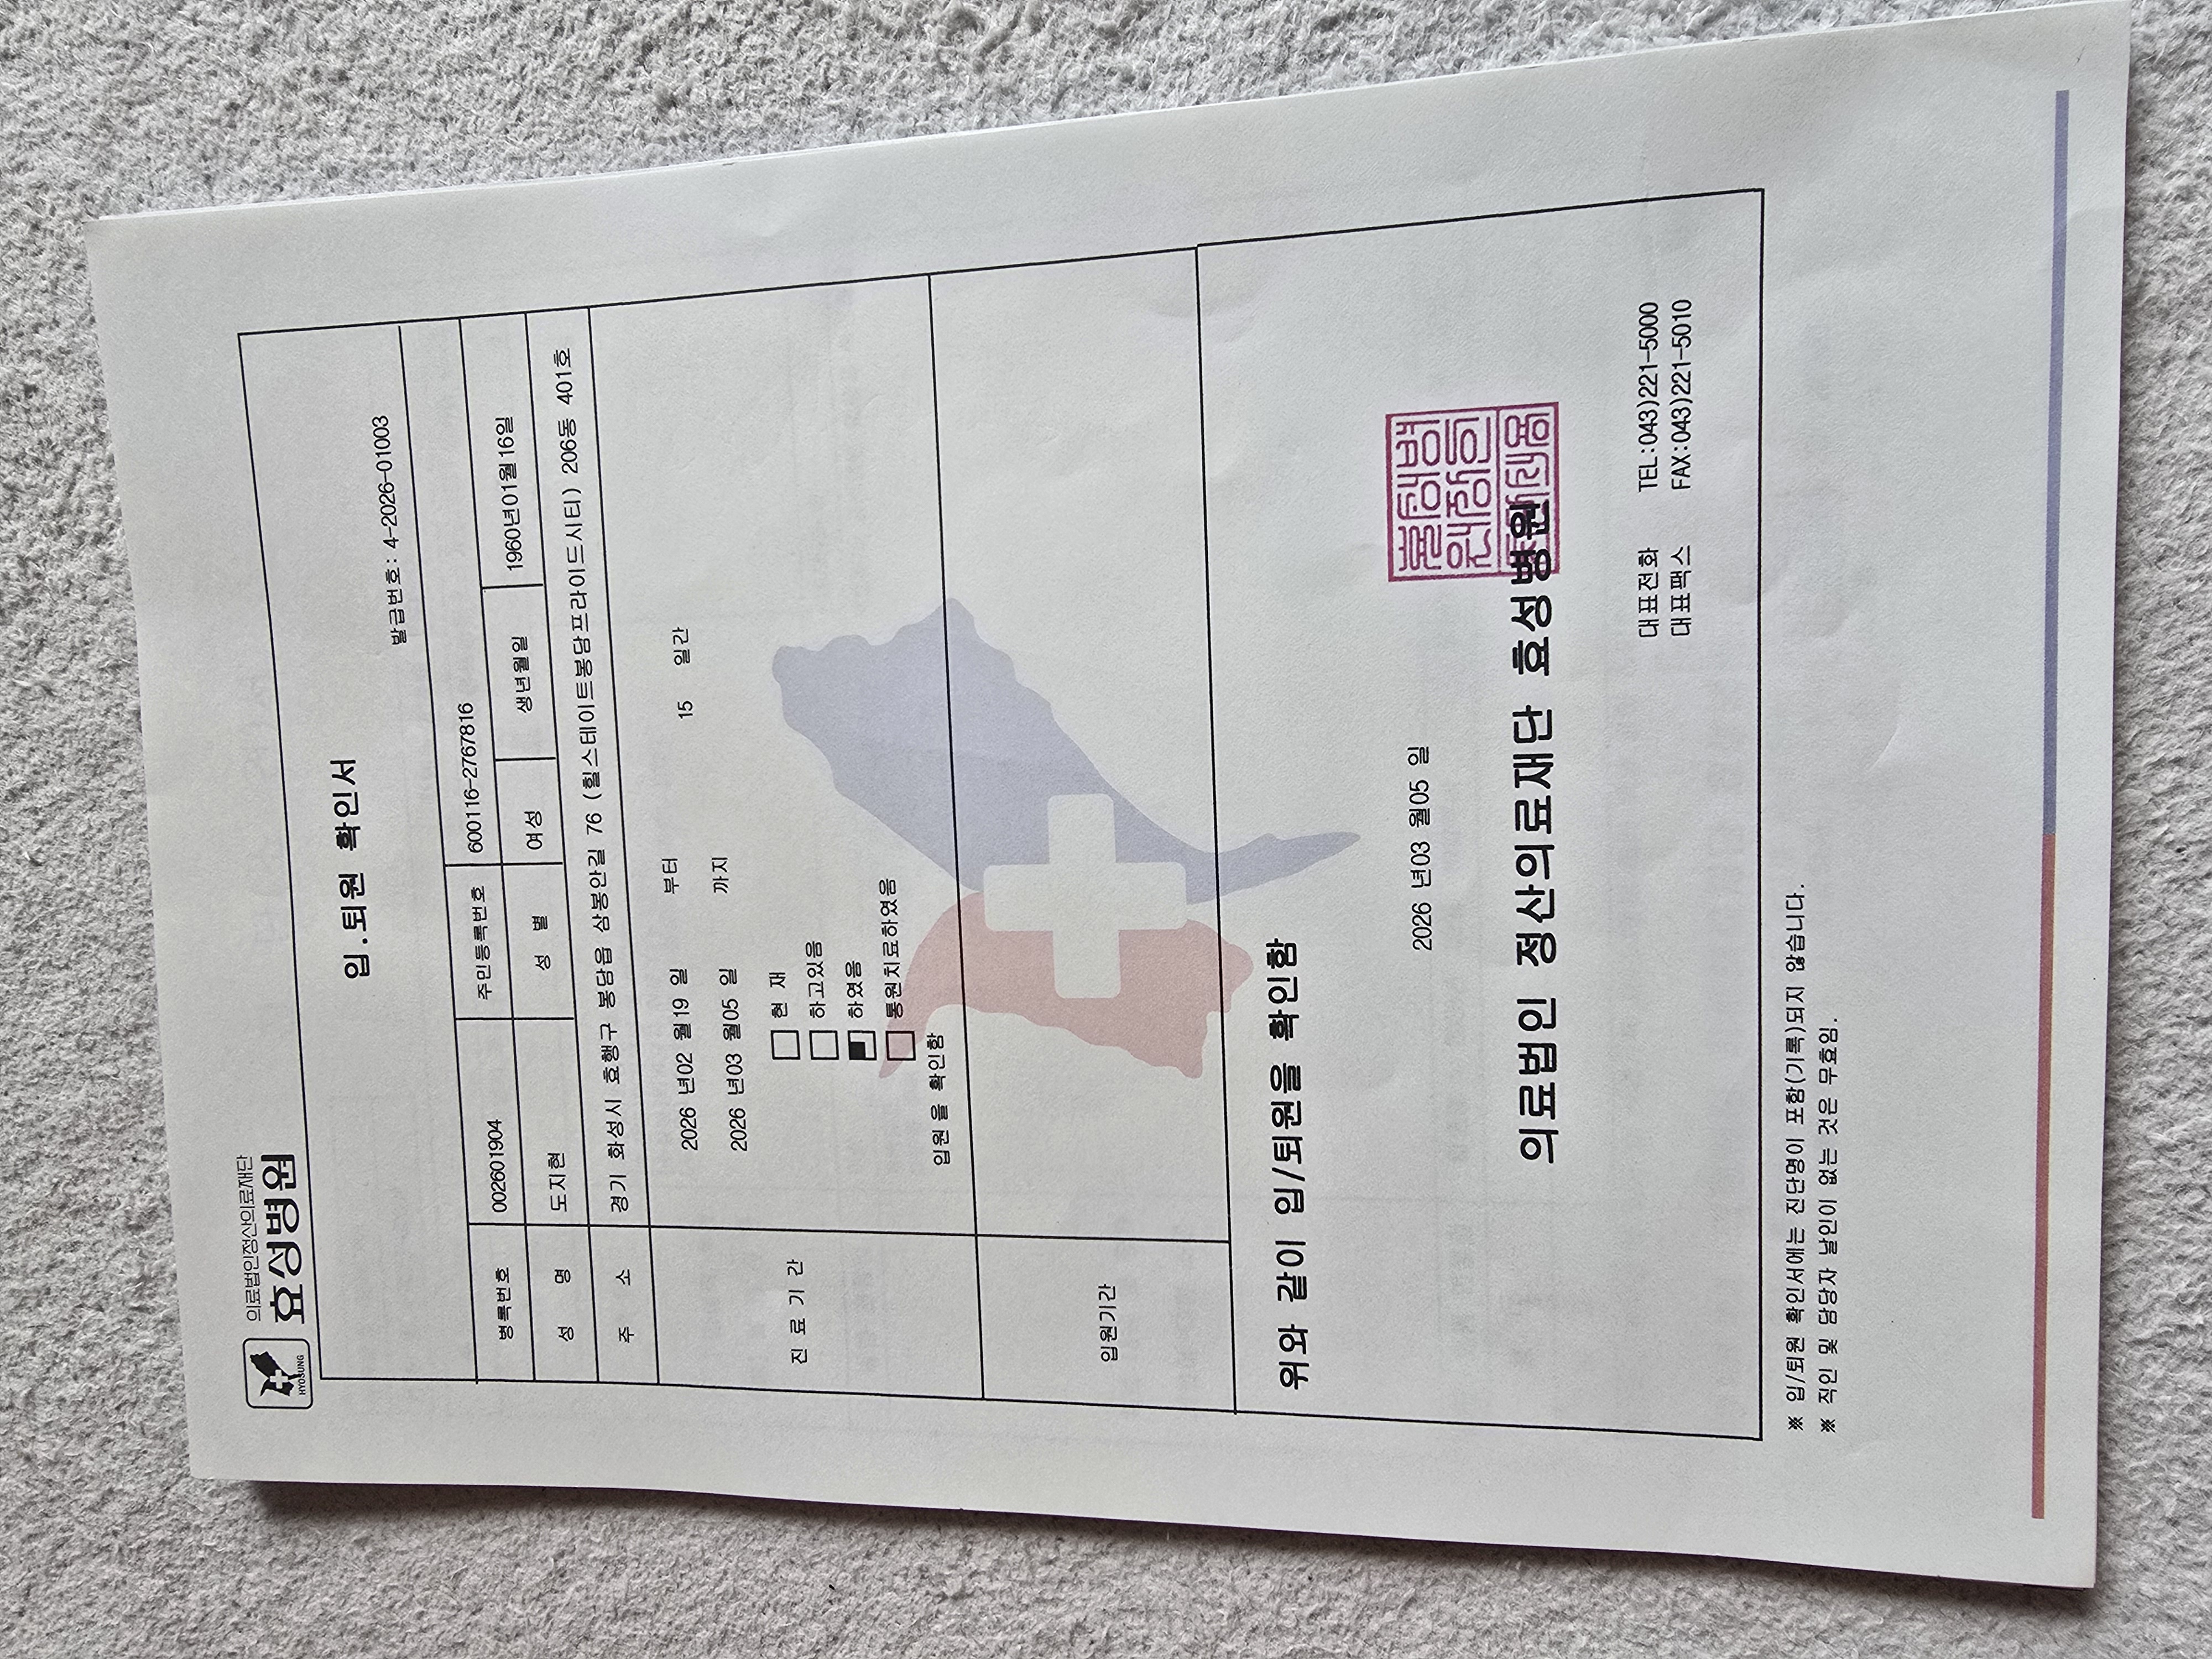 의료법인정산의료재단
효성병원
HYOSUNG
입.퇴원 확인서
발급번호: 4-2026-01003
병록번호 002601904 주민등록번호 600116-2767816
성 명 도지현 성 별 여성 생년월일 1960년01월16일
주 소 경기 화성시 효행구 봉담읍 삼봉안길 76 (힐스테이트봉담프라이드시티) 206동 401호
진 료 기 간
2026 년02 월19 일 부터
15 일간
2026 년03 월05 일 까지
현 재
하고있음
하였음
통원치료하였음
입원 을 확인함
입원기간
위와 같이 입/퇴원을 확인함
2026 년03 월05 일
의료법인 정산의료재단 효성병원
대표전화 TEL:043)221-5000
대표팩스 FAX:043)221-5010
※ 입/퇴원 확인서에는 진단명이 포함(기록)되지 않습니다.
※ 직인 및 담당자 날인이 없는 것은 무효임.